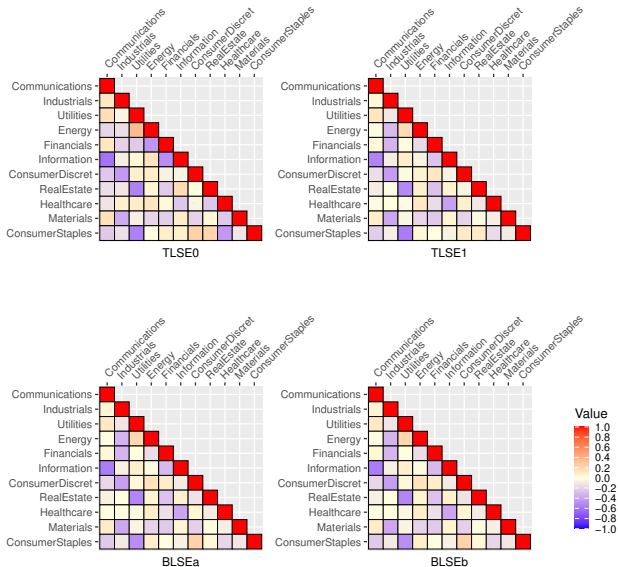 Communications
Industrials
Utilities
Energy
Financials
Information
ConsumerDiscret
RealEstate
Healthcare
Materials
ConsumerStaples
Communications
Industrials
Utilities
Energy
Financials
Information
ConsumerDiscret
RealEstate
Healthcare
Materials
ConsumerStaples
TLSE0
Communications
Industrials
Utilities
Energy
Financials
Information
ConsumerDiscret
RealEstate
Healthcare
Materials
ConsumerStaples
Communications
Industrials
Utilities
Energy
Financials
Information
ConsumerDiscret
RealEstate
Healthcare
Materials
ConsumerStaples
TLSE1
Communications
Industrials
Utilities
Energy
Financials
Information
ConsumerDiscret
RealEstate
Healthcare
Materials
ConsumerStaples
Communications
Industrials
Utilities
Energy
Financials
Information
ConsumerDiscret
RealEstate
Healthcare
Materials
ConsumerStaples
BLSEa
Communications
Industrials
Utilities
Energy
Financials
Information
ConsumerDiscret
RealEstate
Healthcare
Materials
ConsumerStaples
Communications
Industrials
Utilities
Energy
Financials
Information
ConsumerDiscret
RealEstate
Healthcare
Materials
ConsumerStaples
BLSEb
Value
1.0
0.8
0.6
0.4
0.2
0.0
−0.2
−0.4
−0.6
−0.8
−1.0